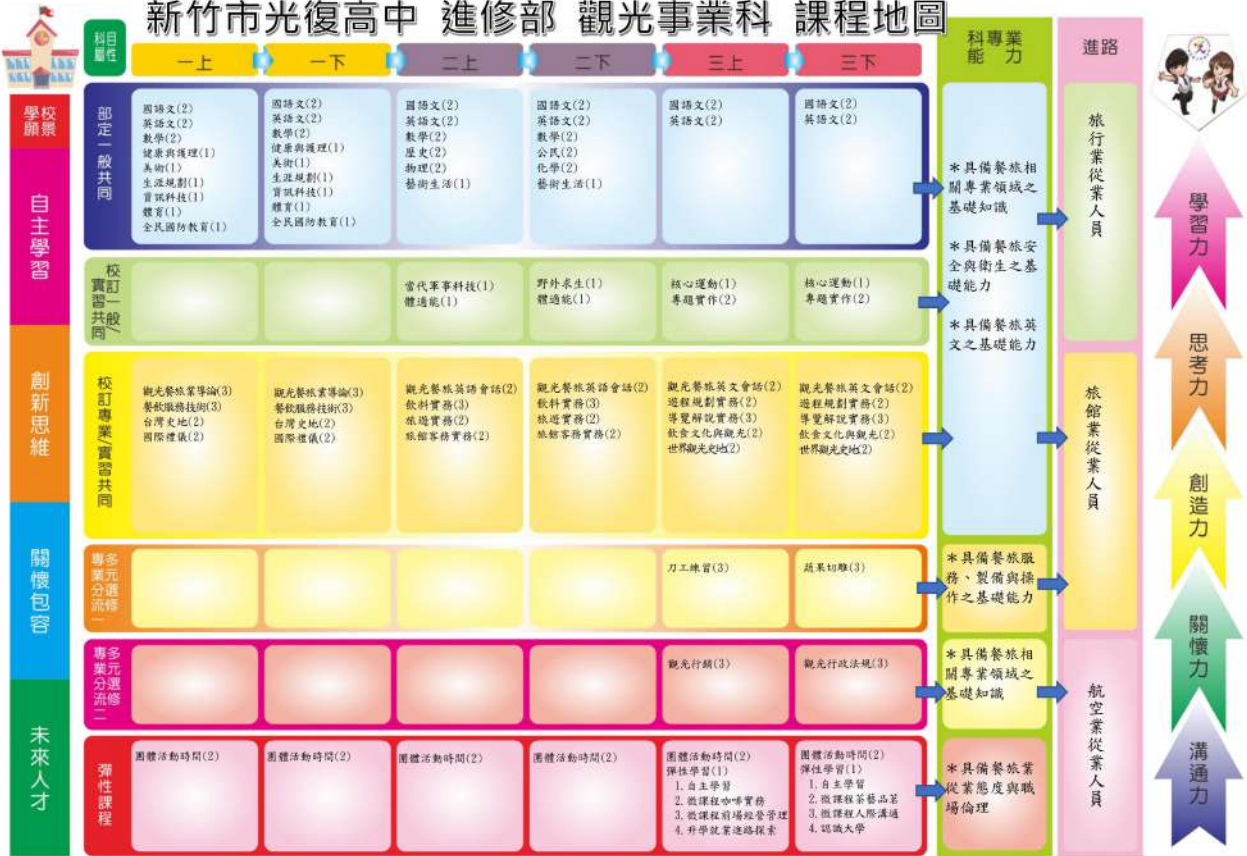 新竹市光復高中 進修部 觀光事業科 課程地圖
科目屬性
一上
一下
二上
二下
三上
三下
科專業能力
進路
學校願景
自主學習
創新思維
關懷包容
未來人才
部定一般共同
國語文(2)
英語文(2)
數學(2)
健康與護理(1)
美術(1)
生涯規劃(1)
資訊科技(1)
體育(1)
全民國防教育(1)
國語文(2)
英語文(2)
數學(2)
健康與護理(1)
美術(1)
生涯規劃(1)
資訊科技(1)
體育(1)
全民國防教育(1)
國語文(2)
英語文(2)
數學(2)
歷史(2)
物理(2)
藝術生活(1)
國語文(2)
英語文(2)
數學(2)
公民(2)
化學(2)
藝術生活(1)
國語文(2)
英語文(2)
國語文(2)
英語文(2)
校訂一般/
實習共同
當代軍事科技(1)
體適能(1)
野外求生(1)
體適能(1)
核心運動(1)
專題實作(2)
核心運動(1)
專題實作(2)
校訂專業/實習共同
觀光餐旅業導論(3)
餐飲服務技術(3)
台灣史地(2)
國際禮儀(2)
觀光餐旅業導論(3)
餐飲服務技術(3)
台灣史地(2)
國際禮儀(2)
觀光餐旅英語會話(2)
飲料實務(3)
旅遊實務(2)
旅館客務實務(2)
觀光餐旅英語會話(2)
飲料實務(3)
旅遊實務(2)
旅館客務實務(2)
觀光餐旅英文會話(2)
遊程規劃實務(2)
導覽解說實務(3)
飲食文化與觀光(2)
世界觀光史地(2)
觀光餐旅英文會話(2)
遊程規劃實務(2)
導覽解說實務(3)
飲食文化與觀光(2)
世界觀光史地(2)
多元選修
專業分流一
刀工練習(3)
蔬果切雕(3)
多元選修
專業分流二
觀光行銷(3)
觀光行政法規(3)
彈性課程
團體活動時間(2)
團體活動時間(2)
團體活動時間(2)
團體活動時間(2)
團體活動時間(2)
彈性學習(1)
1. 自主學習
2. 微課程咖啡實務
3. 微課程前場經營管理
4. 升學就業進路探索
團體活動時間(2)
彈性學習(1)
1. 自主學習
2. 微課程茶藝品茗
3. 微課程人際溝通
4. 認識大學
＊具備餐旅相
關專業領域之
基礎知識
＊具備餐旅安
全與衛生之基
礎能力
＊具備餐旅英
文之基礎能力
＊具備餐旅服
務、製備與操
作之基礎能力
＊具備餐旅相
關專業領域之
基礎知識
＊具備餐旅業
從業態度與職
場倫理
旅行業從業人員
旅館業從業人員
航空業從業人員
學習力
思考力
創造力
關懷力
溝通力